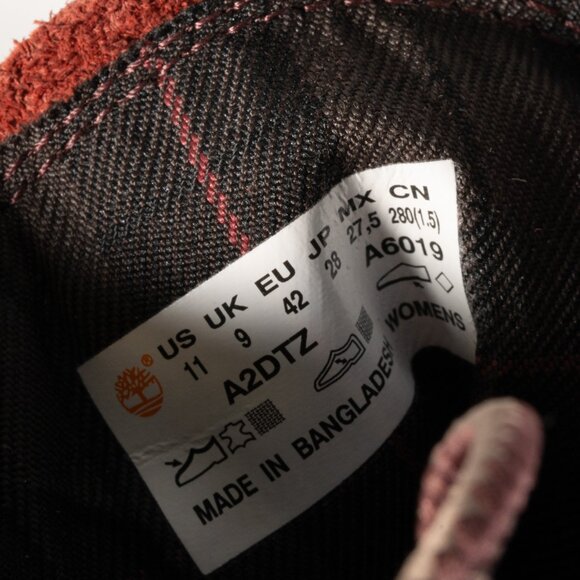 US UK EU JP MX CN
11 9 42 28 27,5 280(1.5)
A2DTZ A6019
WOMENS
MADE IN BANGLADESH
®